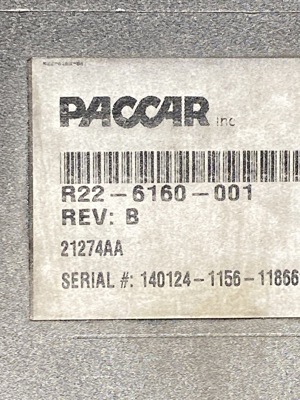 PACCAR inc
R22-6160-001
REV: B
21274AA
SERIAL #: 140124-1156-11866